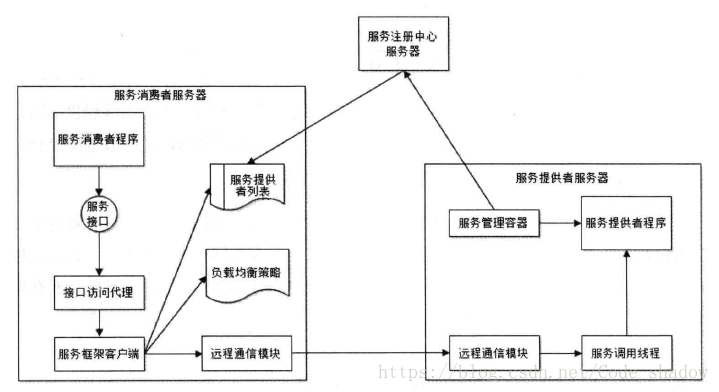 服务注册中心
服务器
服务消费者服务器
服务消费者程序
服务
接口
接口访问代理
服务框架客户端
服务提供
者列表
负载均衡策略
远程通信模块
服务提供者服务器
服务管理容器
服务提供者程序
远程通信模块
服务调用线程
https://blog.csdn.net/Code_shadow